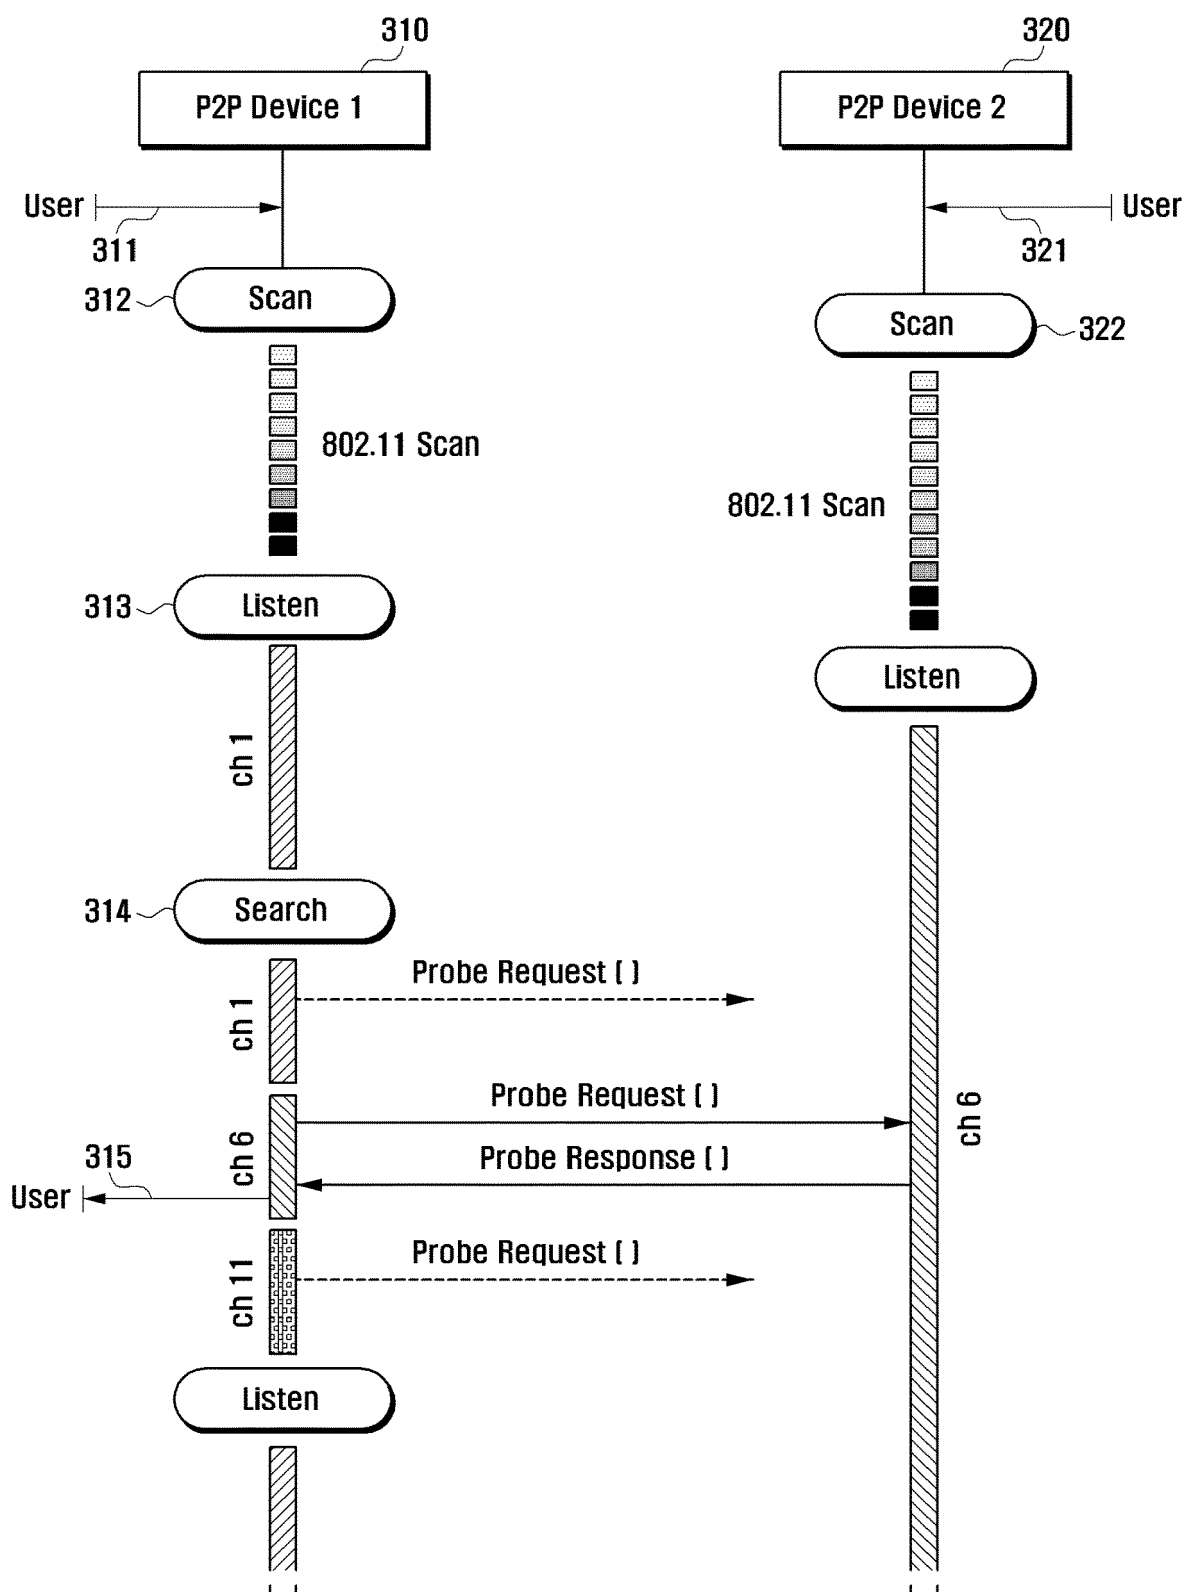 310
320
P2P Device 1
P2P Device 2
User
311
321
User
312
Scan
Scan
322
802.11 Scan
802.11 Scan
313
Listen
Listen
ch 1
314
Search
Probe Request ( )
ch 1
Probe Request ( )
ch 6
ch 6
315
Probe Response ( )
User
Probe Request ( )
ch 11
Listen